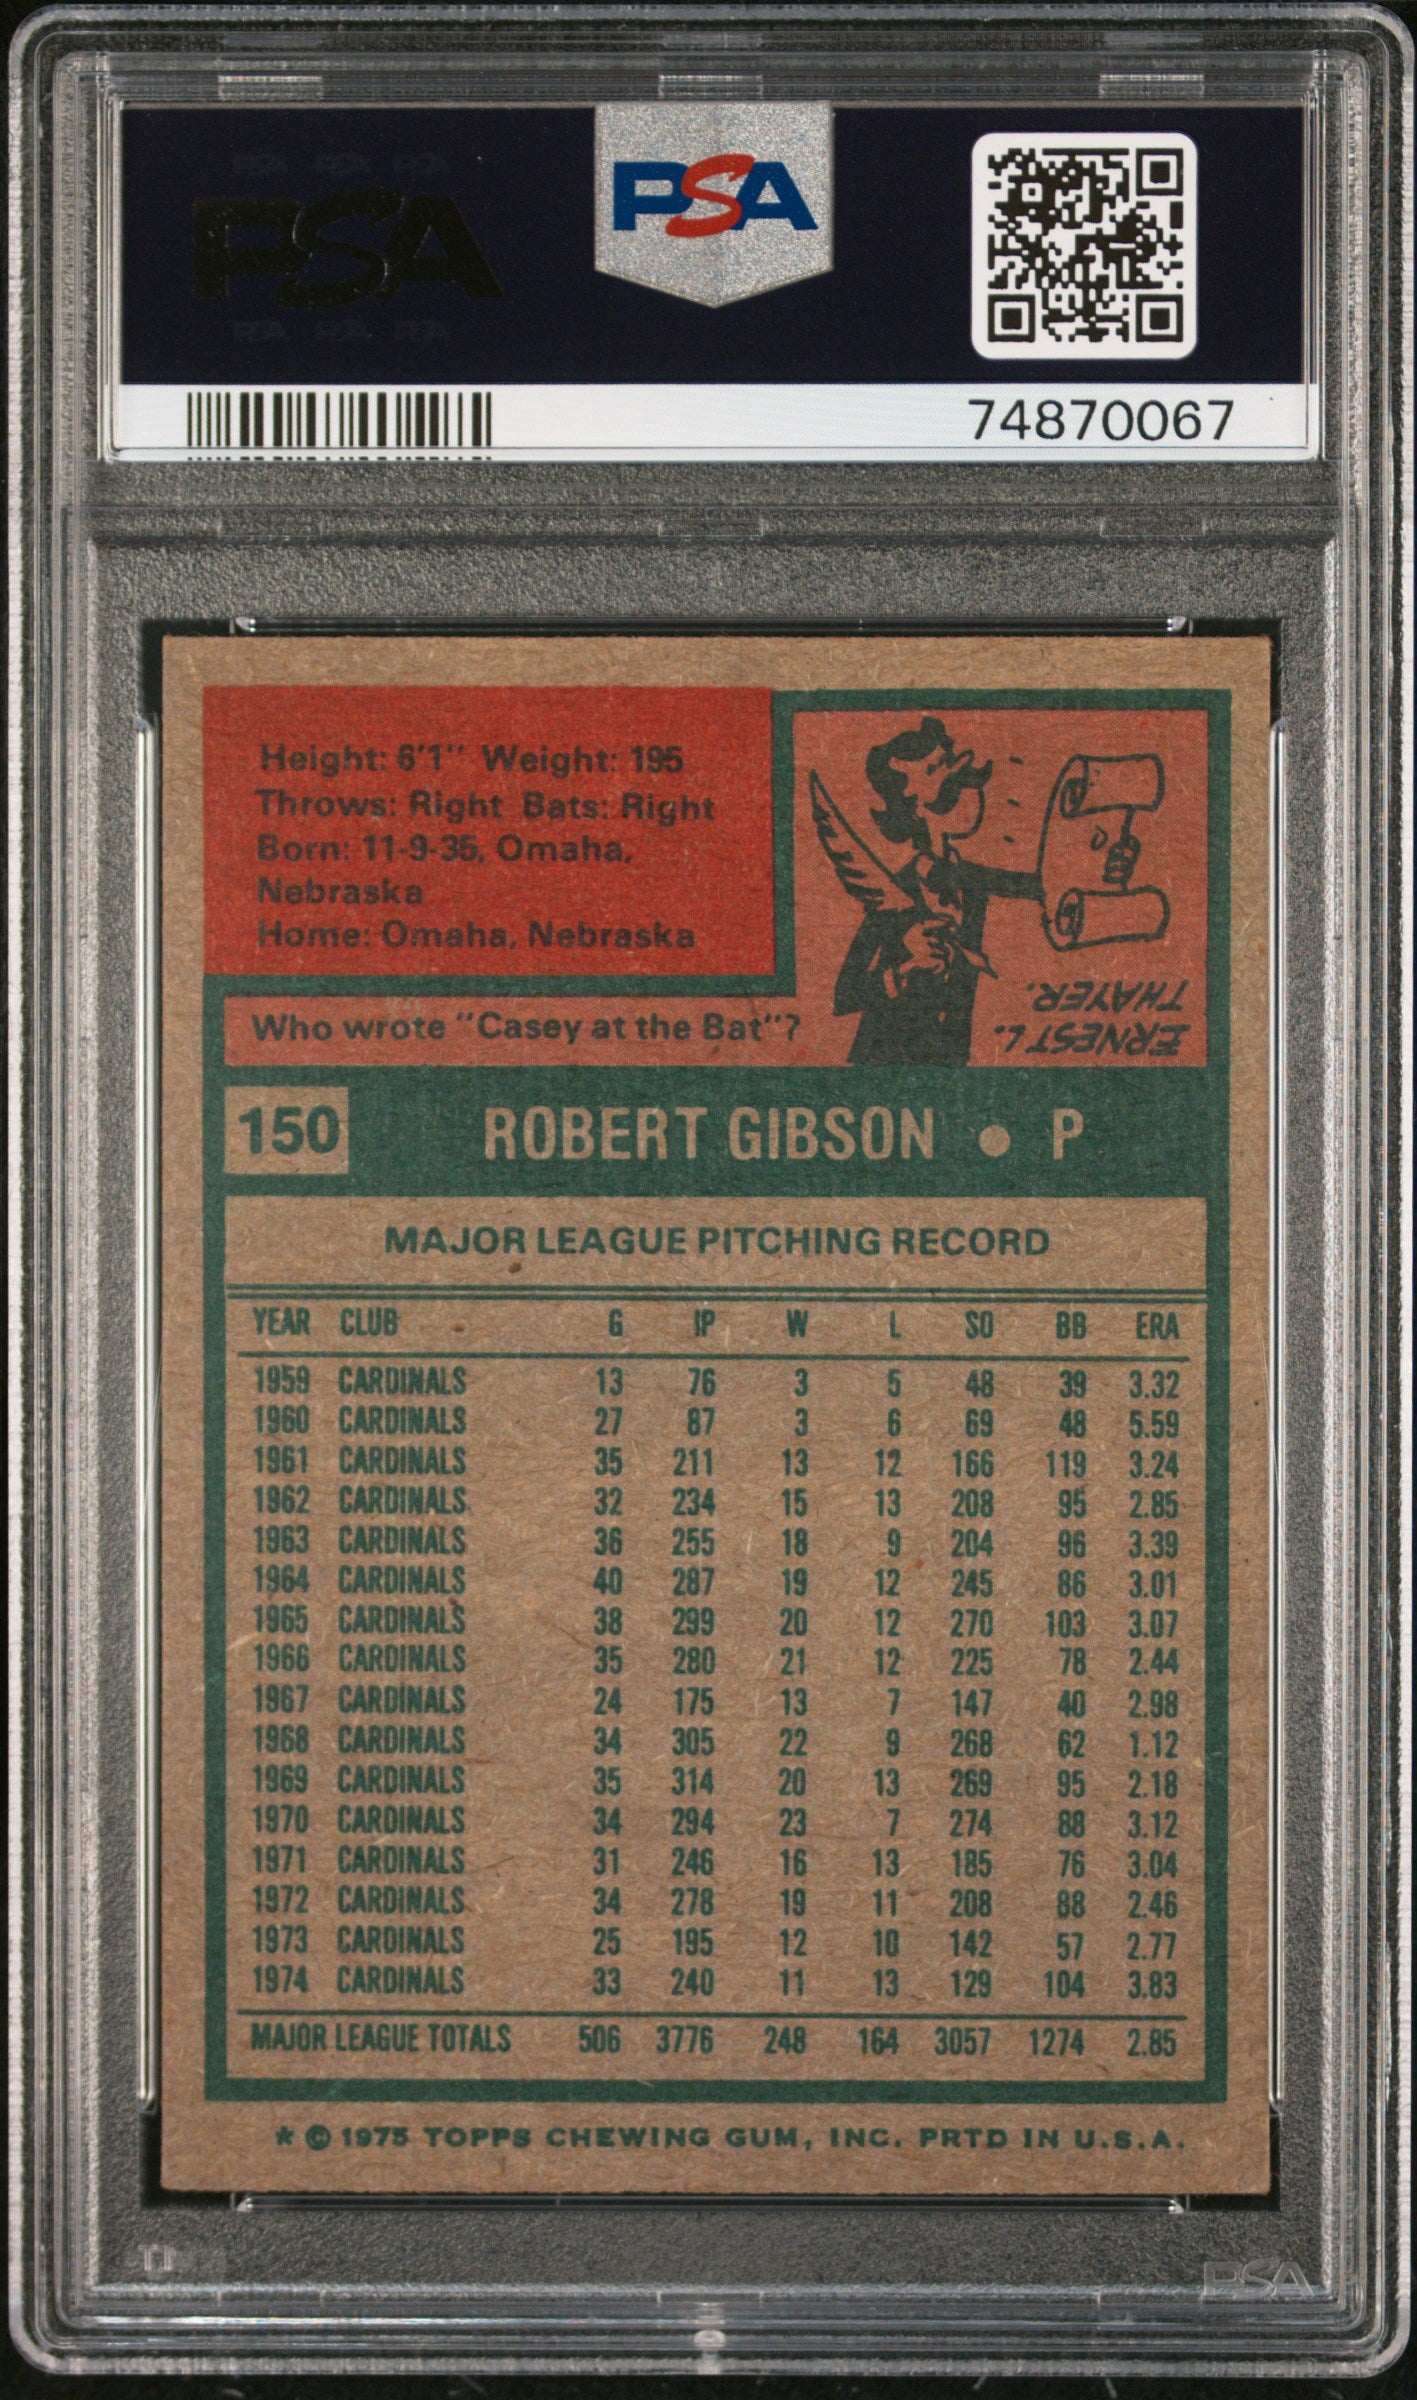 PSA PSA PSA
PSA
PSA PSA PSA
PSA
74870067
Height: 6'1" Weight: 195
Throws: Right Bats: Right
Born: 11-9-35, Omaha,
Nebraska
Home: Omaha, Nebraska
Who wrote "Casey at the Bat"?
ERNEST L.
THAYER.
150 ROBERT GIBSON • P
MAJOR LEAGUE PITCHING RECORD
YEAR CLUB G IP W L SO BB ERA
1959 CARDINALS 13 76 3 5 48 39 3.32
1960 CARDINALS 27 87 3 6 69 48 5.59
1961 CARDINALS 35 211 13 12 166 119 3.24
1962 CARDINALS 32 234 15 13 208 95 2.85
1963 CARDINALS 36 255 18 9 204 96 3.39
1964 CARDINALS 40 287 19 12 245 86 3.01
1965 CARDINALS 38 299 20 12 270 103 3.07
1966 CARDINALS 35 280 21 12 225 78 2.44
1967 CARDINALS 24 175 13 7 147 40 2.98
1968 CARDINALS 34 305 22 9 268 62 1.12
1969 CARDINALS 35 314 20 13 269 95 2.18
1970 CARDINALS 34 294 23 7 274 88 3.12
1971 CARDINALS 31 246 16 13 185 76 3.04
1972 CARDINALS 34 278 19 11 208 88 2.46
1973 CARDINALS 25 195 12 10 142 57 2.77
1974 CARDINALS 33 240 11 13 129 104 3.83
MAJOR LEAGUE TOTALS 506 3776 248 164 3057 1274 2.85
* © 1975 TOPPS CHEWING GUM, INC. PRTD IN U.S.A.
PSA